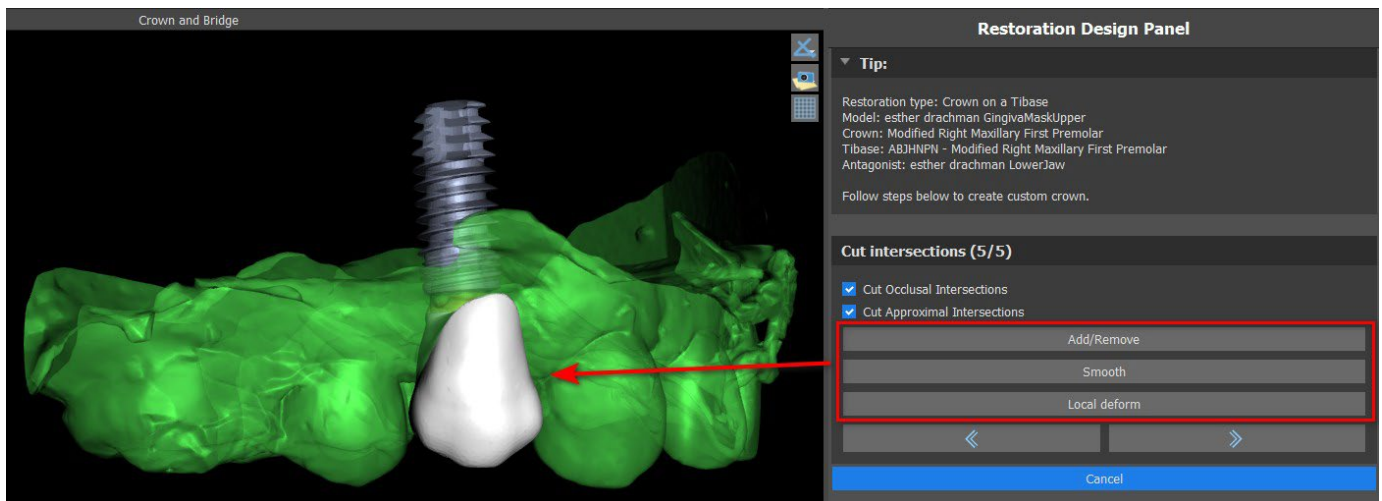 Crown and Bridge
Restoration Design Panel
Tip:
Restoration type: Crown on a Tibase
Model: esther drachman GingivaMaskUpper
Crown: Modified Right Maxillary First Premolar
Tibase: ABJHNPN - Modified Right Maxillary First Premolar
Antagonist: esther drachman LowerJaw
Follow steps below to create custom crown.
Cut intersections (5/5)
Cut Occlusal Intersections
Cut Approximal Intersections
Add/Remove
Smooth
Local deform
Cancel